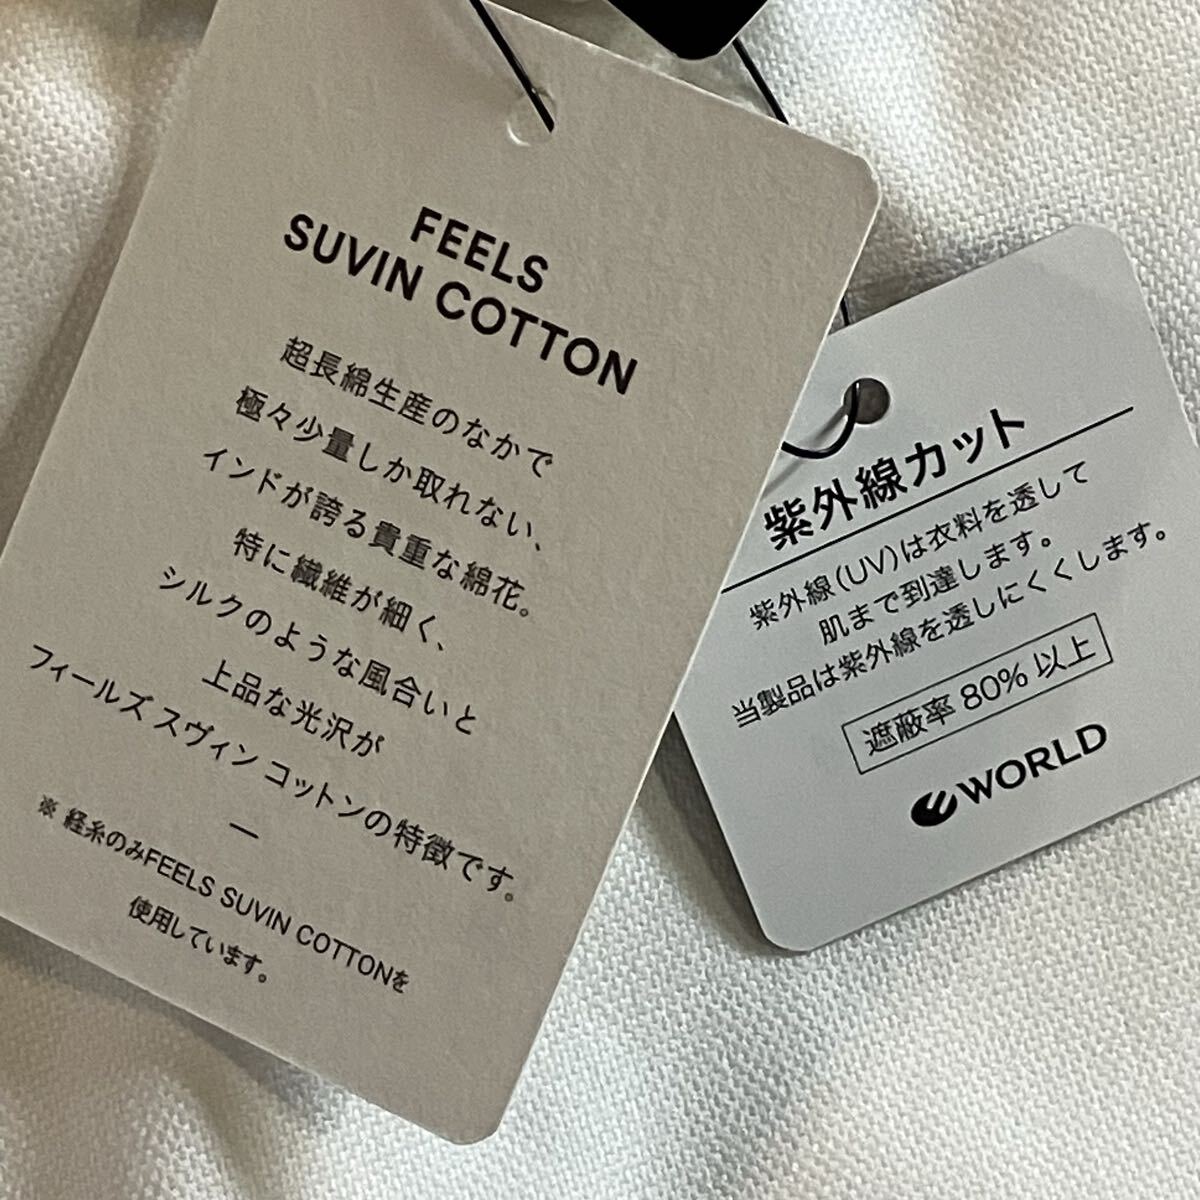 FEELS
SUVIN COTTON
超長綿生産のなかで
極々少量しか取れない、
インドが誇る貴重な綿花。
特に繊維が細く、
シルクのような風合いと
上品な光沢が
フィールズ スヴィン コットンの特徴です。
—
※ 経糸のみFEELS SUVIN COTTONを
使用しています。
紫外線カット
紫外線(UV)は衣料を透して
肌まで到達します。
当製品は紫外線を透しにくくします。
遮蔽率 80% 以上
WORLD